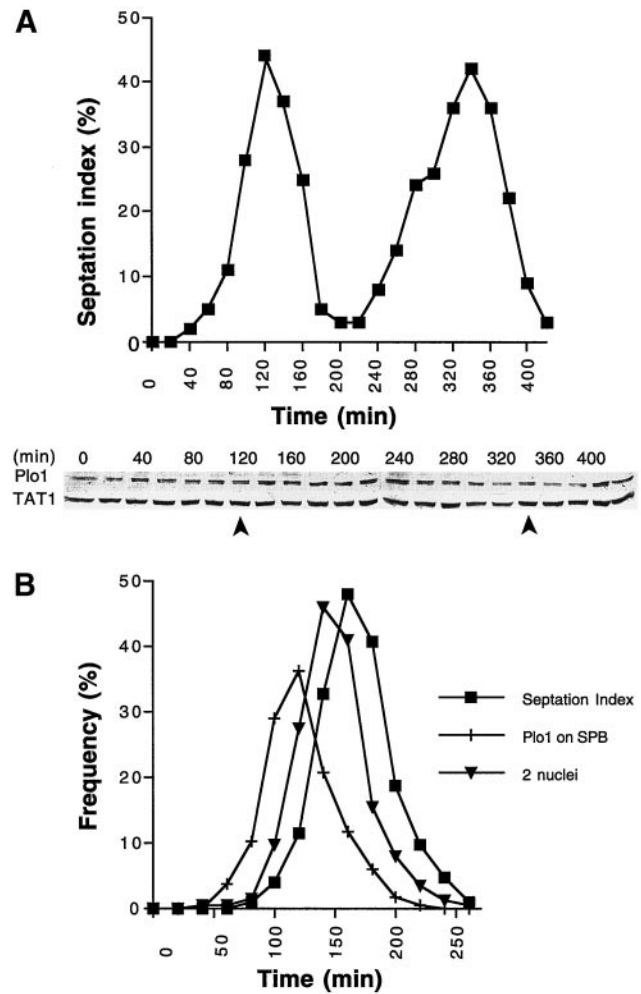 A
Septation index (%)
50
40
30
20
10
0
0 40 80 120 160 200 240 280 320 360 400
Time (min)
(min) 0 40 80 120 160 200 240 280 320 360 400
Plo1
TAT1
B
Frequency (%)
50
40
30
20
10
0
Septation Index
Plo1 on SPB
2 nuclei
0 50 100 150 200 250
Time (min)